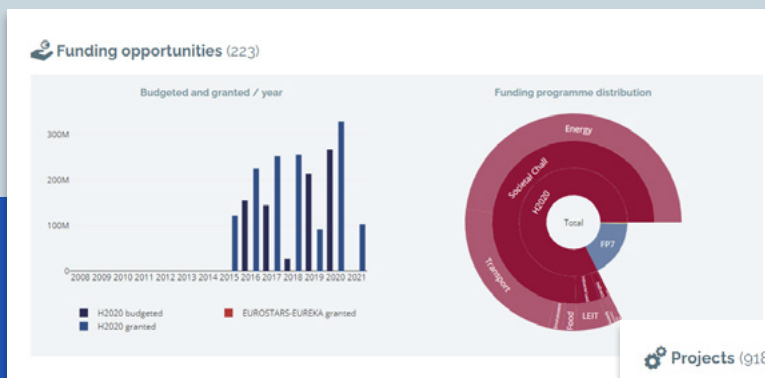 Funding opportunities (223)
Budgeted and granted / year
Funding programme distribution
300M
200M
100M
0
2008 2009 2010 2011 2012 2013 2014 2015 2016 2017 2018 2019 2020 2021
H2020 budgeted
H2020 granted
EUROSTARS-EUREKA granted
Energy
Societal Chall
H2020
Total
FP7
Transport
Food
LEIT
Projects (918